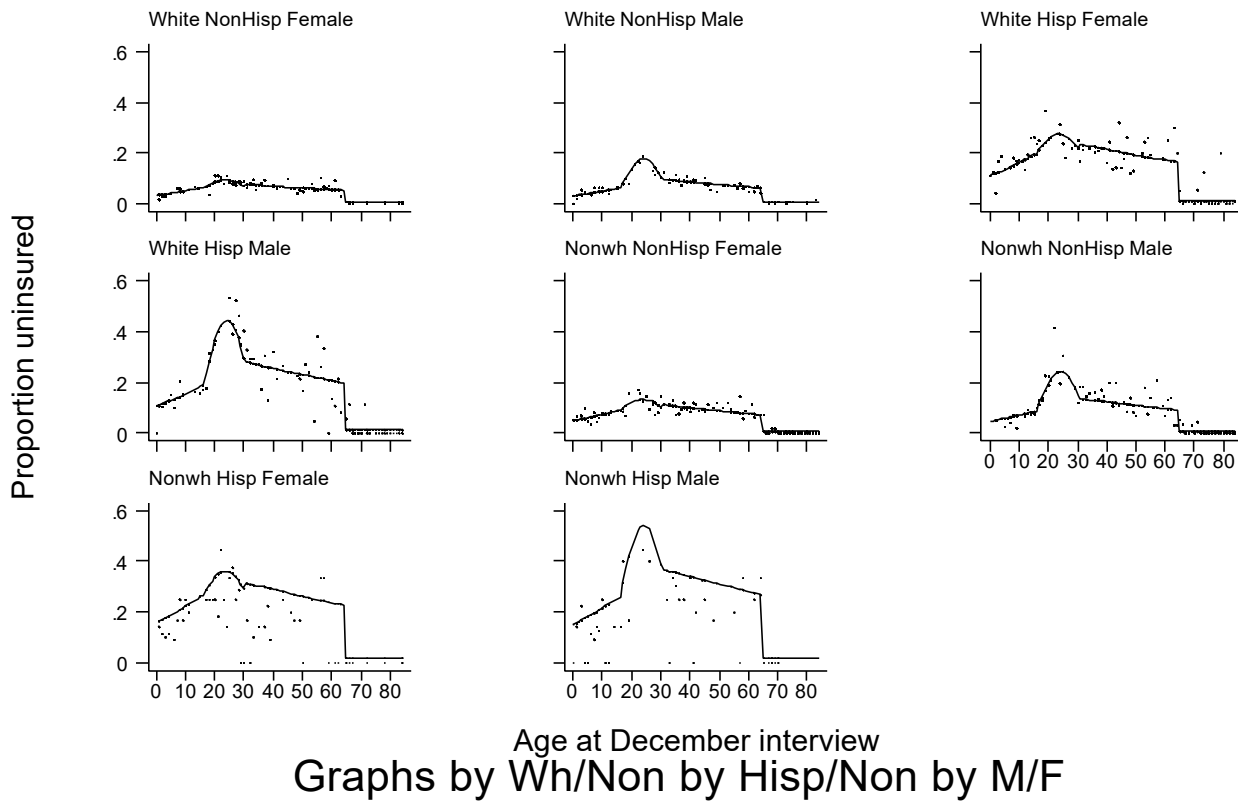 White NonHisp Female
White NonHisp Male
White Hisp Female
.6
.4
.2
0
White Hisp Male
Nonwh NonHisp Female
Nonwh NonHisp Male
.6
.4
.2
0
0 10 20 30 40 50 60 70 80
Nonwh Hisp Female
Nonwh Hisp Male
.6
.4
.2
0
0 10 20 30 40 50 60 70 80
0 10 20 30 40 50 60 70 80
Proportion uninsured
Age at December interview
Graphs by Wh/Non by Hisp/Non by M/F